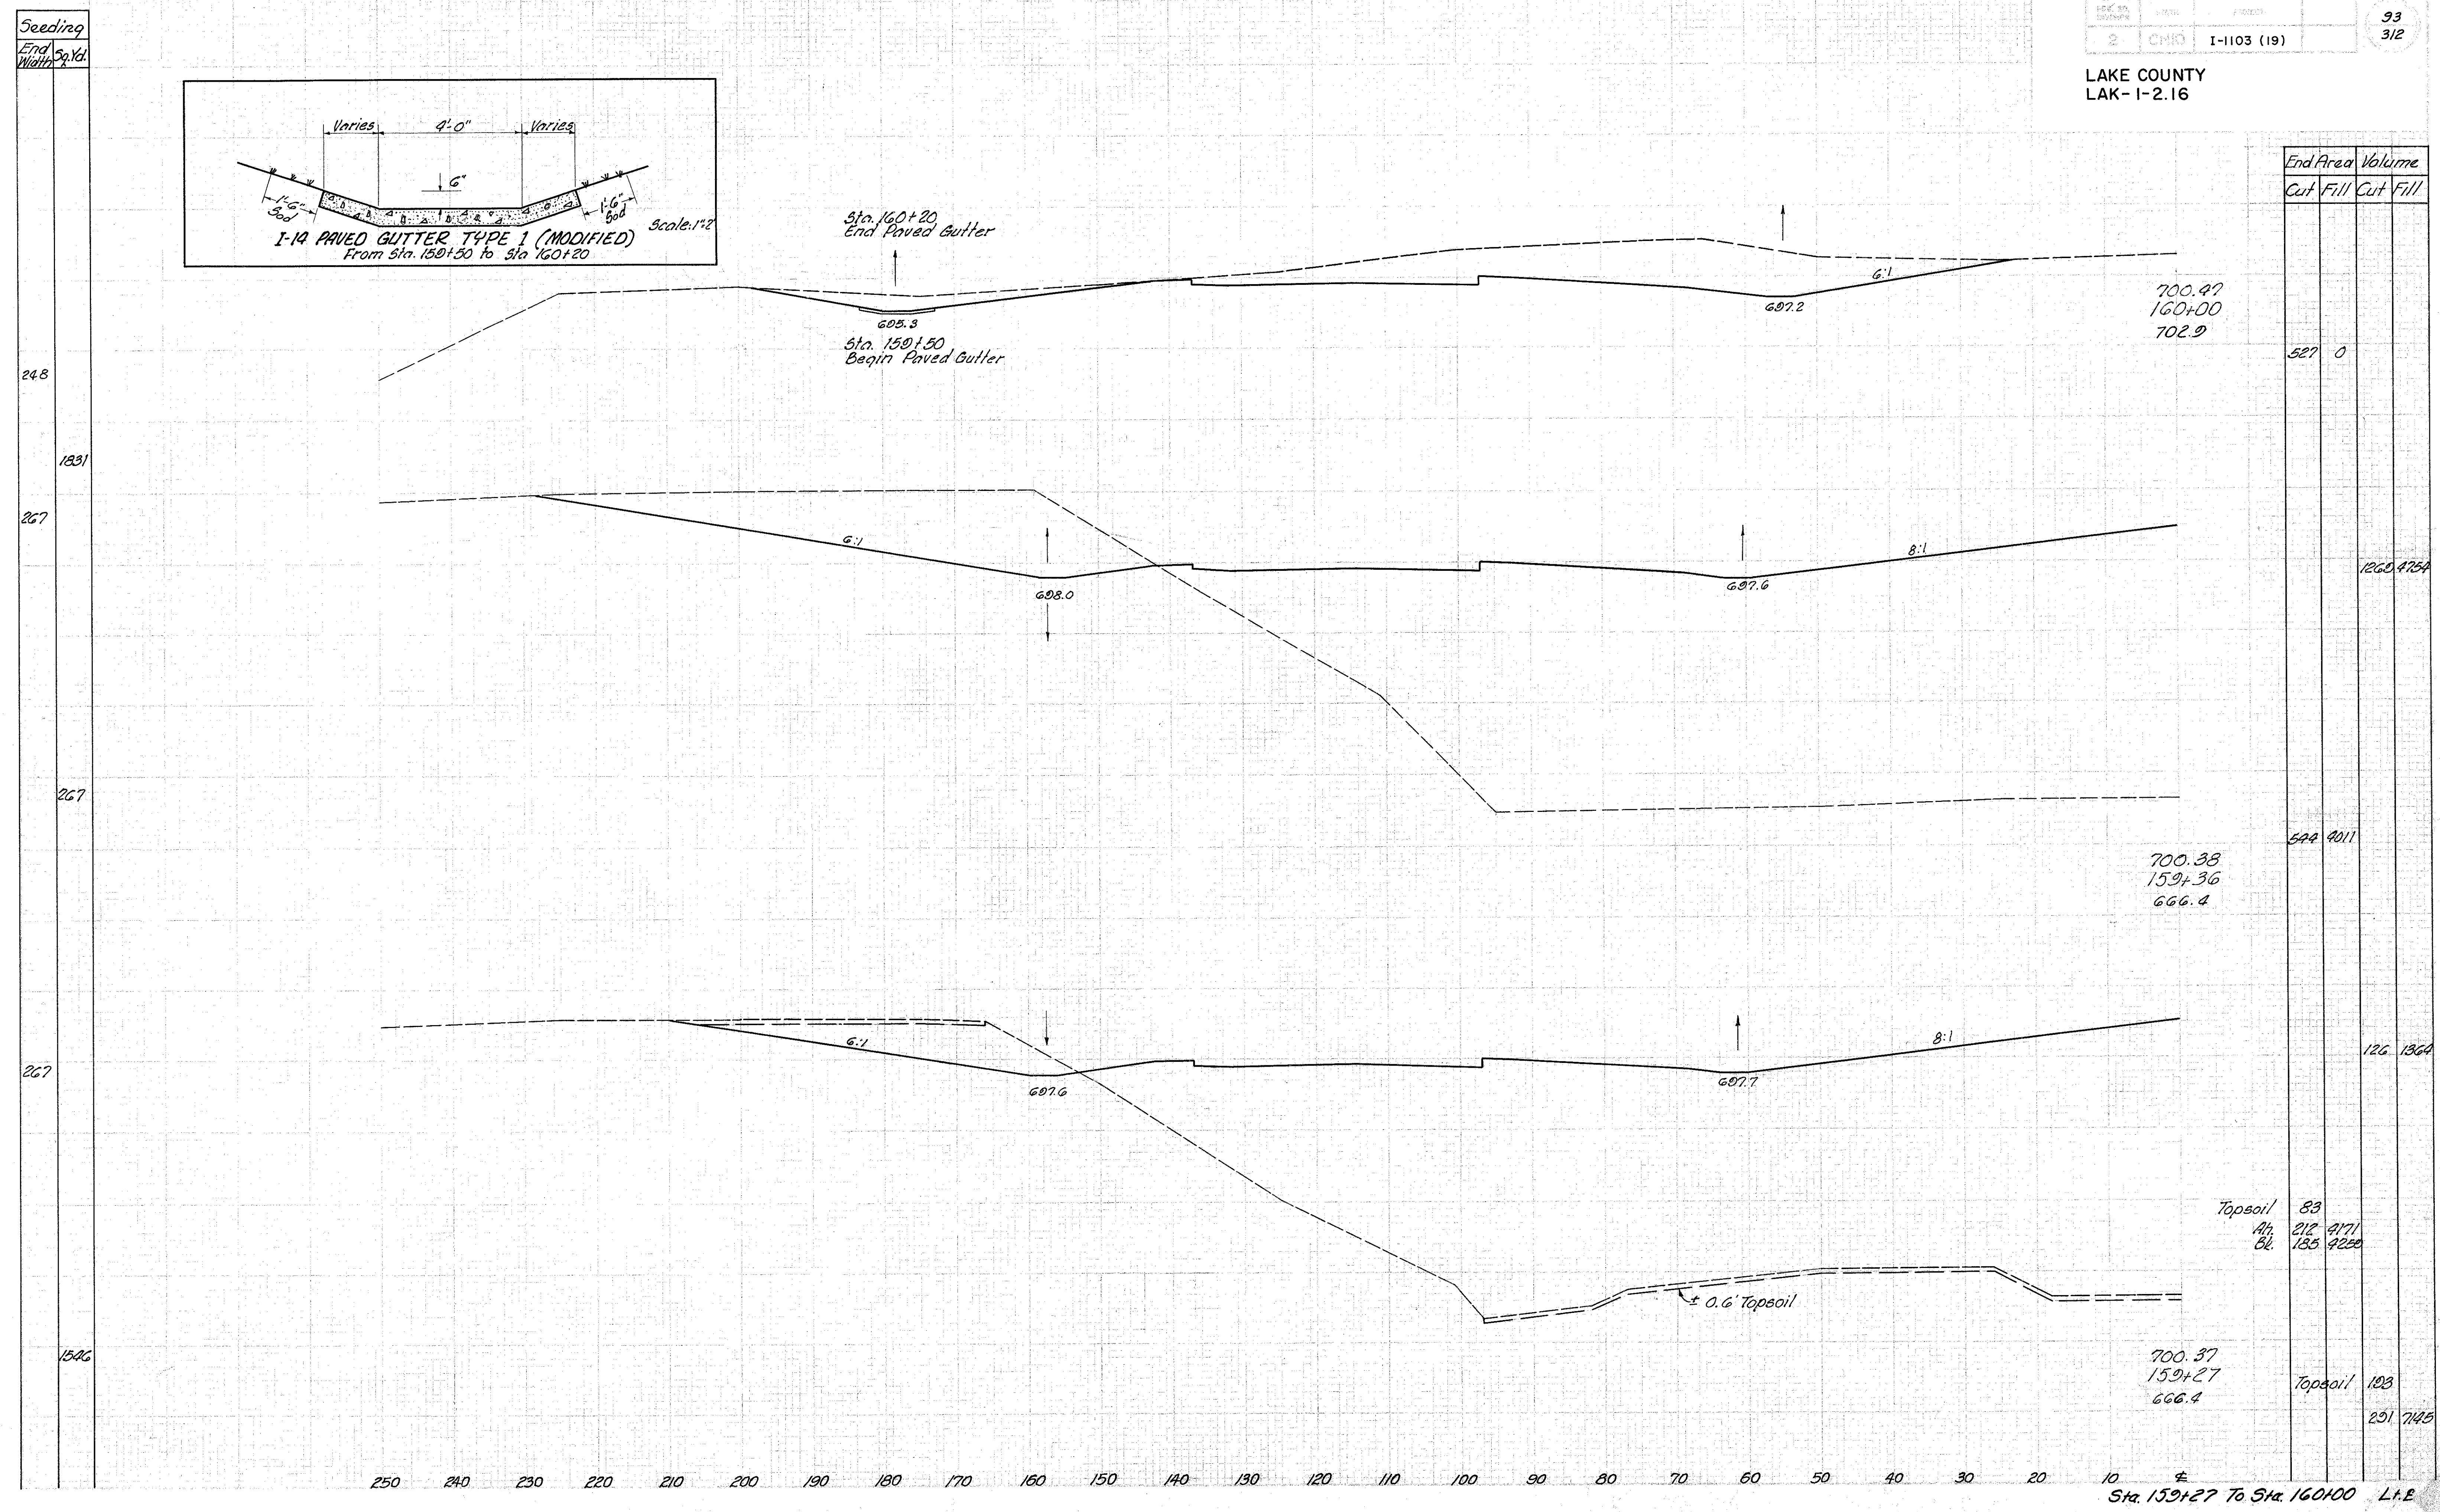 Seeding
End Width
Sq.Yd.
248
1831
267
267
267
1546
Varies 4'-0" Varies
6"
1'-6" Sod
1'-6" Sod
Scale: 1"=2'
I-14 PAVED GUTTER TYPE 1 (MODIFIED)
From Sta. 159+50 to Sta 160+20
2 OHIO I-1103 (19)
93
312
LAKE COUNTY
LAK-1-2.16
End Area Volume
Cut Fill Cut Fill
Sta. 160+20
End Paved Gutter
695.3
Sta. 159+50
Begin Paved Gutter
6:1
697.2
700.47
160+00
702.9
527 0
6:1
698.0
697.6
8:1
1269 4754
544 4011
700.38
159+36
666.4
6:1
697.6
697.7
8:1
126 1364
Topsoil 83
Ah. 212 4171
Bk. 185 4259
± 0.6' Topsoil
700.37
159+27
666.4
Topsoil 193
291 7145
250 240 230 220 210 200 190 180 170 160 150 140 130 120 110 100 90 80 70 60 50 40 30 20 10 ℄
Sta. 159+27 To Sta. 160+00 Lt. ℄